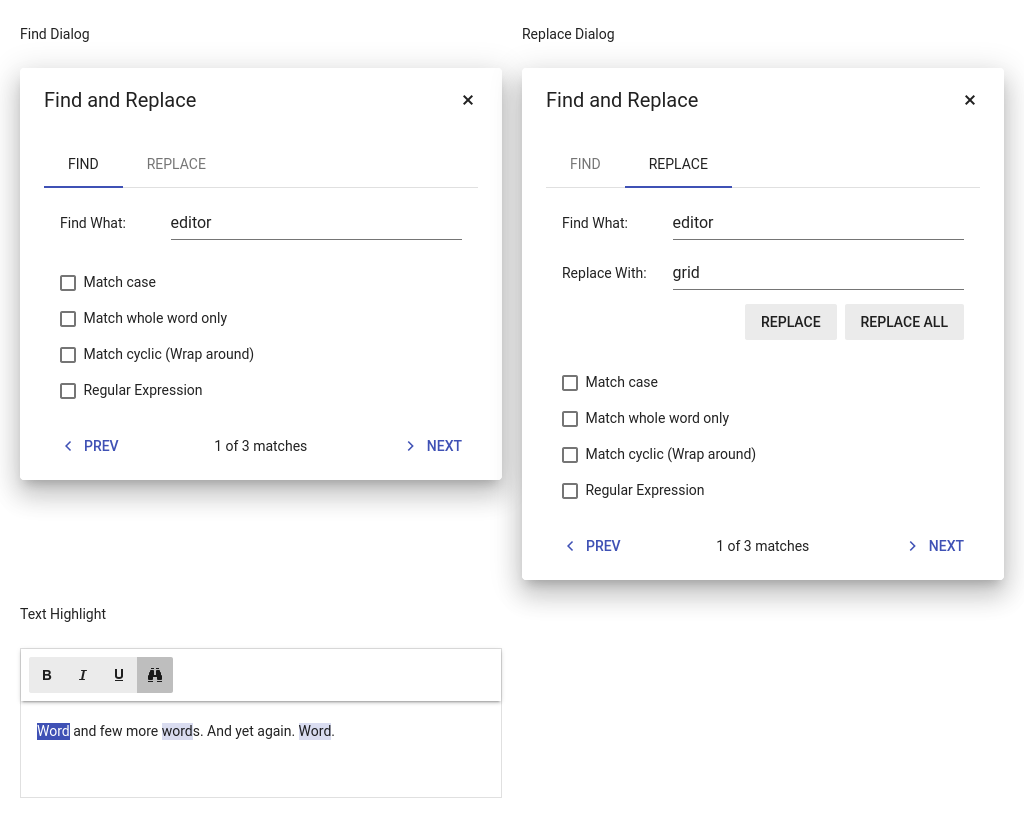 Find Dialog
Find and Replace
×
FIND REPLACE
Find What: editor
Match case
Match whole word only
Match cyclic (Wrap around)
Regular Expression
PREV 1 of 3 matches NEXT
Replace Dialog
Find and Replace
×
FIND REPLACE
Find What: editor
Replace With: grid
REPLACE REPLACE ALL
Match case
Match whole word only
Match cyclic (Wrap around)
Regular Expression
PREV 1 of 3 matches NEXT
Text Highlight
B I U
Word and few more words. And yet again. Word.